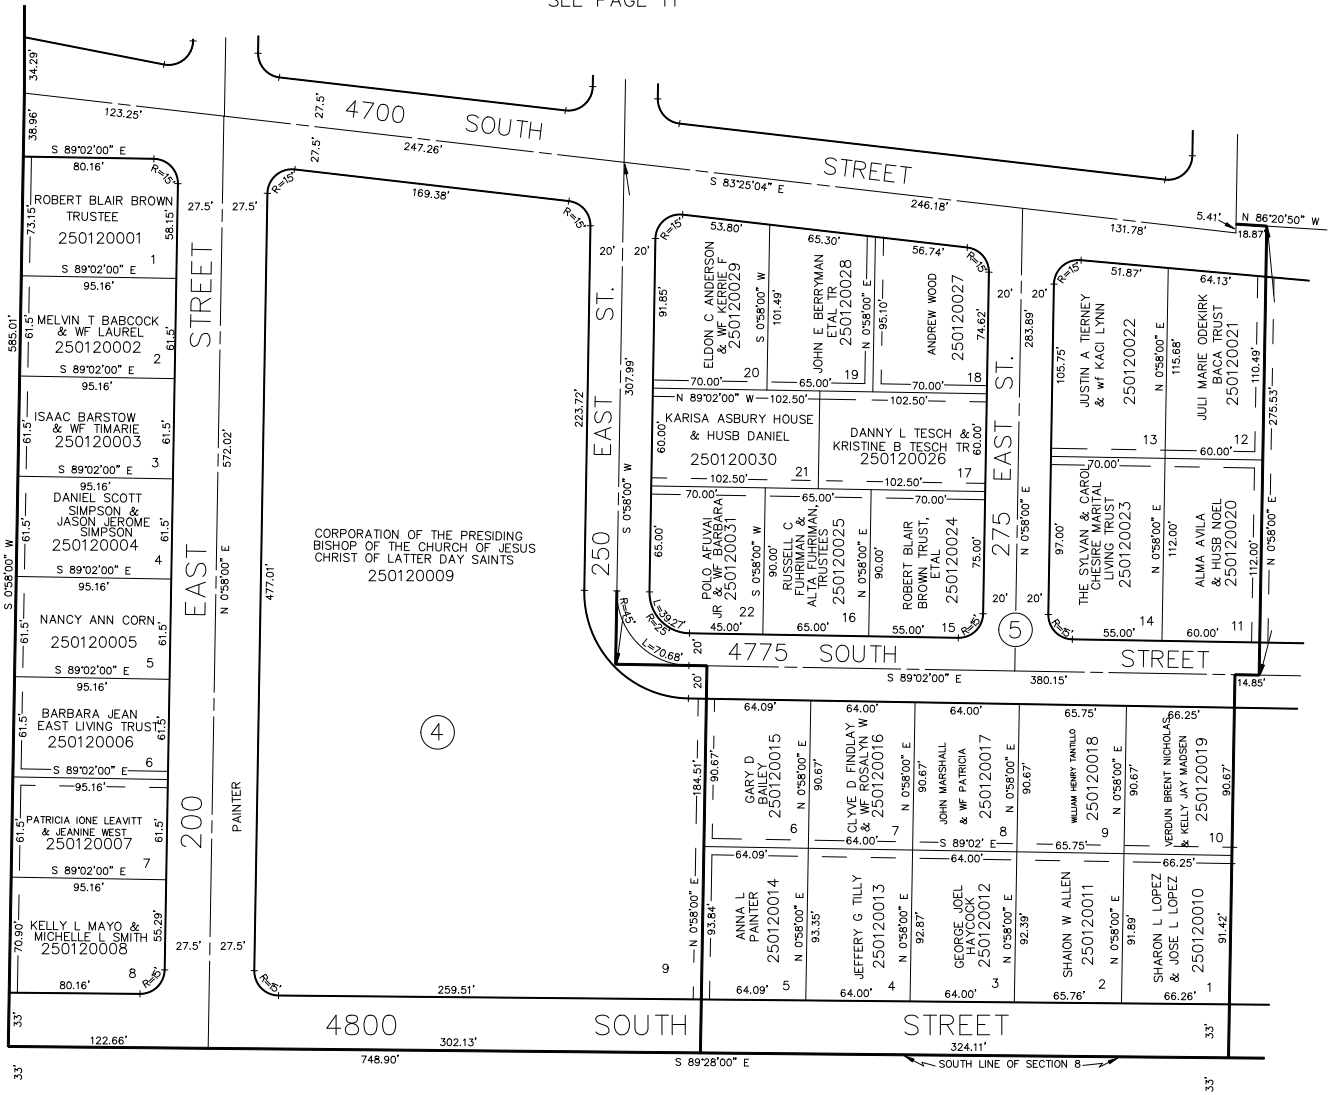 SEE PAGE 11
34.29'
38.96'
123.25'
27.5'
27.5'
4700 SOUTH STREET
247.26'
S 83°25'04" E
246.18'
131.78'
5.41'
N 86°20'50" W
18.87'
S 89°02'00" E
80.16'
R=15'
73.15'
ROBERT BLAIR BROWN
TRUSTEE
250120001
1
58.15'
S 89°02'00" E
95.16'
61.5'
MELVIN T BABCOCK
& WF LAUREL
250120002
2
61.5'
S 89°02'00" E
95.16'
61.5'
ISAAC BARSTOW
& WF TIMARIE
250120003
3
61.5'
S 89°02'00" E
95.16'
61.5'
DANIEL SCOTT
SIMPSON &
JASON JEROME
SIMPSON
250120004
4
61.5'
S 89°02'00" E
95.16'
61.5'
NANCY ANN CORN
250120005
5
61.5'
S 89°02'00" E
95.16'
61.5'
BARBARA JEAN
EAST LIVING TRUST
250120006
6
61.5'
S 89°02'00" E
95.16'
61.5'
PATRICIA IONE LEAVITT
& JEANINE WEST
250120007
7
61.5'
S 89°02'00" E
95.16'
70.90'
KELLY L MAYO &
MICHELLE L SMITH
250120008
8
55.29'
80.16'
R=15'
585.01'
S 0°58'00" W
27.5'
27.5'
200 EAST STREET
572.02'
N 0°58'00" E
PAINTER
27.5'
27.5'
R=15'
169.38'
R=15'
223.72'
477.01'
CORPORATION OF THE PRESIDING
BISHOP OF THE CHURCH OF JESUS
CHRIST OF LATTER DAY SAINTS
250120009
4
184.51'
N 0°58'00" E
9
R=15'
259.51'
20'
20'
250 EAST ST.
307.99'
S 0°58'00" W
R=15'
53.80'
91.85'
ELDON C ANDERSON
& WF KERRIE F
250120029
S 0°58'00" W
101.49'
20
70.00'
65.30'
JOHN E BERRYMAN
ETAL TR
250120028
N 0°58'00" E
19
65.00'
56.74'
R=15'
95.10'
ANDREW WOOD
250120027
74.62'
18
70.00'
N 89°02'00" W
102.50'
102.50'
60.00'
KARISA ASBURY HOUSE
& HUSB DANIEL
250120030
21
102.50'
DANNY L TESCH &
KRISTINE B TESCH TR
250120026
17
60.00'
102.50'
70.00'
65.00'
POLO AFUVAI
JR & WF BARBARA
250120031
S 0°58'00" W
22
45.00'
65.00'
90.00'
RUSSELL C
FUHRIMAN &
ALTA FUHRIMAN,
TRUSTEES
250120025
16
65.00'
70.00'
90.00'
ROBERT BLAIR
BROWN TRUST,
ETAL
250120024
75.00'
15
55.00'
R=15'
L=39.27'
R=25'
R=45'
L=70.68'
20'
20'
20'
20'
275 EAST ST.
283.89'
N 0°58'00" E
20'
20'
5
R=15'
51.87'
105.75'
JUSTIN A TIERNEY
& wf KACI LYNN
250120022
N 0°58'00" E
13
70.00'
64.13'
115.68'
JULI MARIE ODEKIRK
BACA TRUST
250120021
110.49'
12
60.00'
275.53'
N 0°58'00" E
97.00'
THE SYLVAN & CAROL
CHESIRE MARITAL
LIVING TRUST
250120023
N 0°58'00" E
14
R=15'
55.00'
112.00'
ALMA AVILA
& HUSB NOEL
250120020
112.00'
11
60.00'
4775 SOUTH STREET
S 89°02'00" E
380.15'
14.85'
64.09'
90.67'
GARY D
BAILEY
250120015
N 0°58'00" E
6
64.09'
64.00'
90.67'
CLYVE D FINDLAY
& WF ROSALYN W
250120016
N 0°58'00" E
7
64.00'
64.00'
90.67'
JOHN MARSHALL
& WF PATRICIA
250120017
N 0°58'00" E
8
S 89°02' E
64.00'
65.75'
90.67'
WILLIAM HENRY TANTILLO
250120018
N 0°58'00" E
9
65.75'
66.25'
90.67'
VERDUN BRENT NICHOLAS
& KELLY JAY MADSEN
250120019
90.67'
10
66.25'
93.84'
ANNA L
PAINTER
250120014
N 0°58'00" E
5
64.09'
93.35'
JEFFERY G TILLY
250120013
N 0°58'00" E
4
64.00'
92.87'
GEORGE JOEL
HAYCOCK
250120012
N 0°58'00" E
3
64.00'
92.39'
SHAION W ALLEN
250120011
N 0°58'00" E
2
65.76'
91.89'
SHARON L LOPEZ
& JOSE L LOPEZ
250120010
91.42'
1
66.26'
33'
4800 SOUTH STREET
33'
122.66'
302.13'
324.11'
748.90'
S 89°28'00" E
SOUTH LINE OF SECTION 8
33'
33'